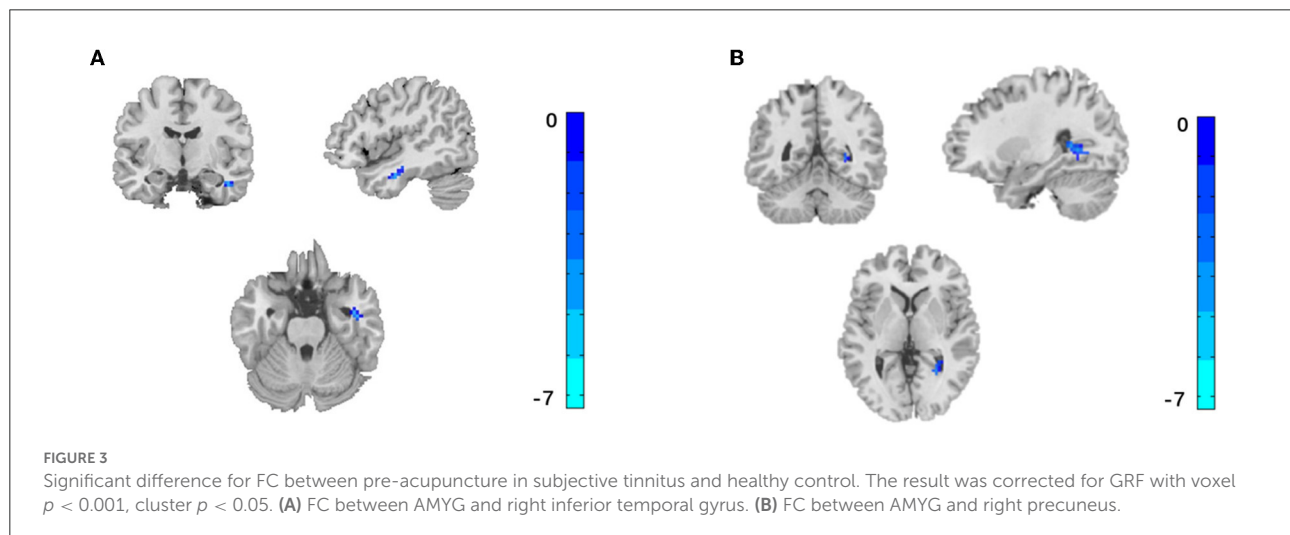 A
B
0
-7
0
-7
FIGURE 3
Significant difference for FC between pre-acupuncture in subjective tinnitus and healthy control. The result was corrected for GRF with voxel
p < 0.001, cluster p < 0.05. (A) FC between AMYG and right inferior temporal gyrus. (B) FC between AMYG and right precuneus.